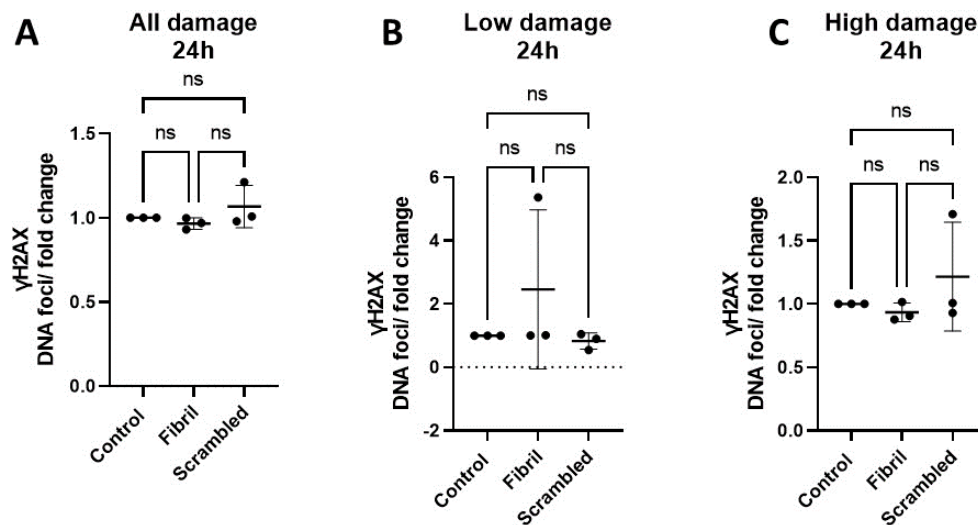 A
All damage
24h
ns
ns
ns
γH2AX
DNA foci/ fold change
1.5
1.0
0.5
0.0
Control
Fibril
Scrambled
B
Low damage
24h
ns
ns
ns
γH2AX
DNA foci/ fold change
6
4
2
0
-2
Control
Fibril
Scrambled
C
High damage
24h
ns
ns
ns
γH2AX
DNA foci/ fold change
2.0
1.5
1.0
0.5
0.0
Control
Fibril
Scrambled